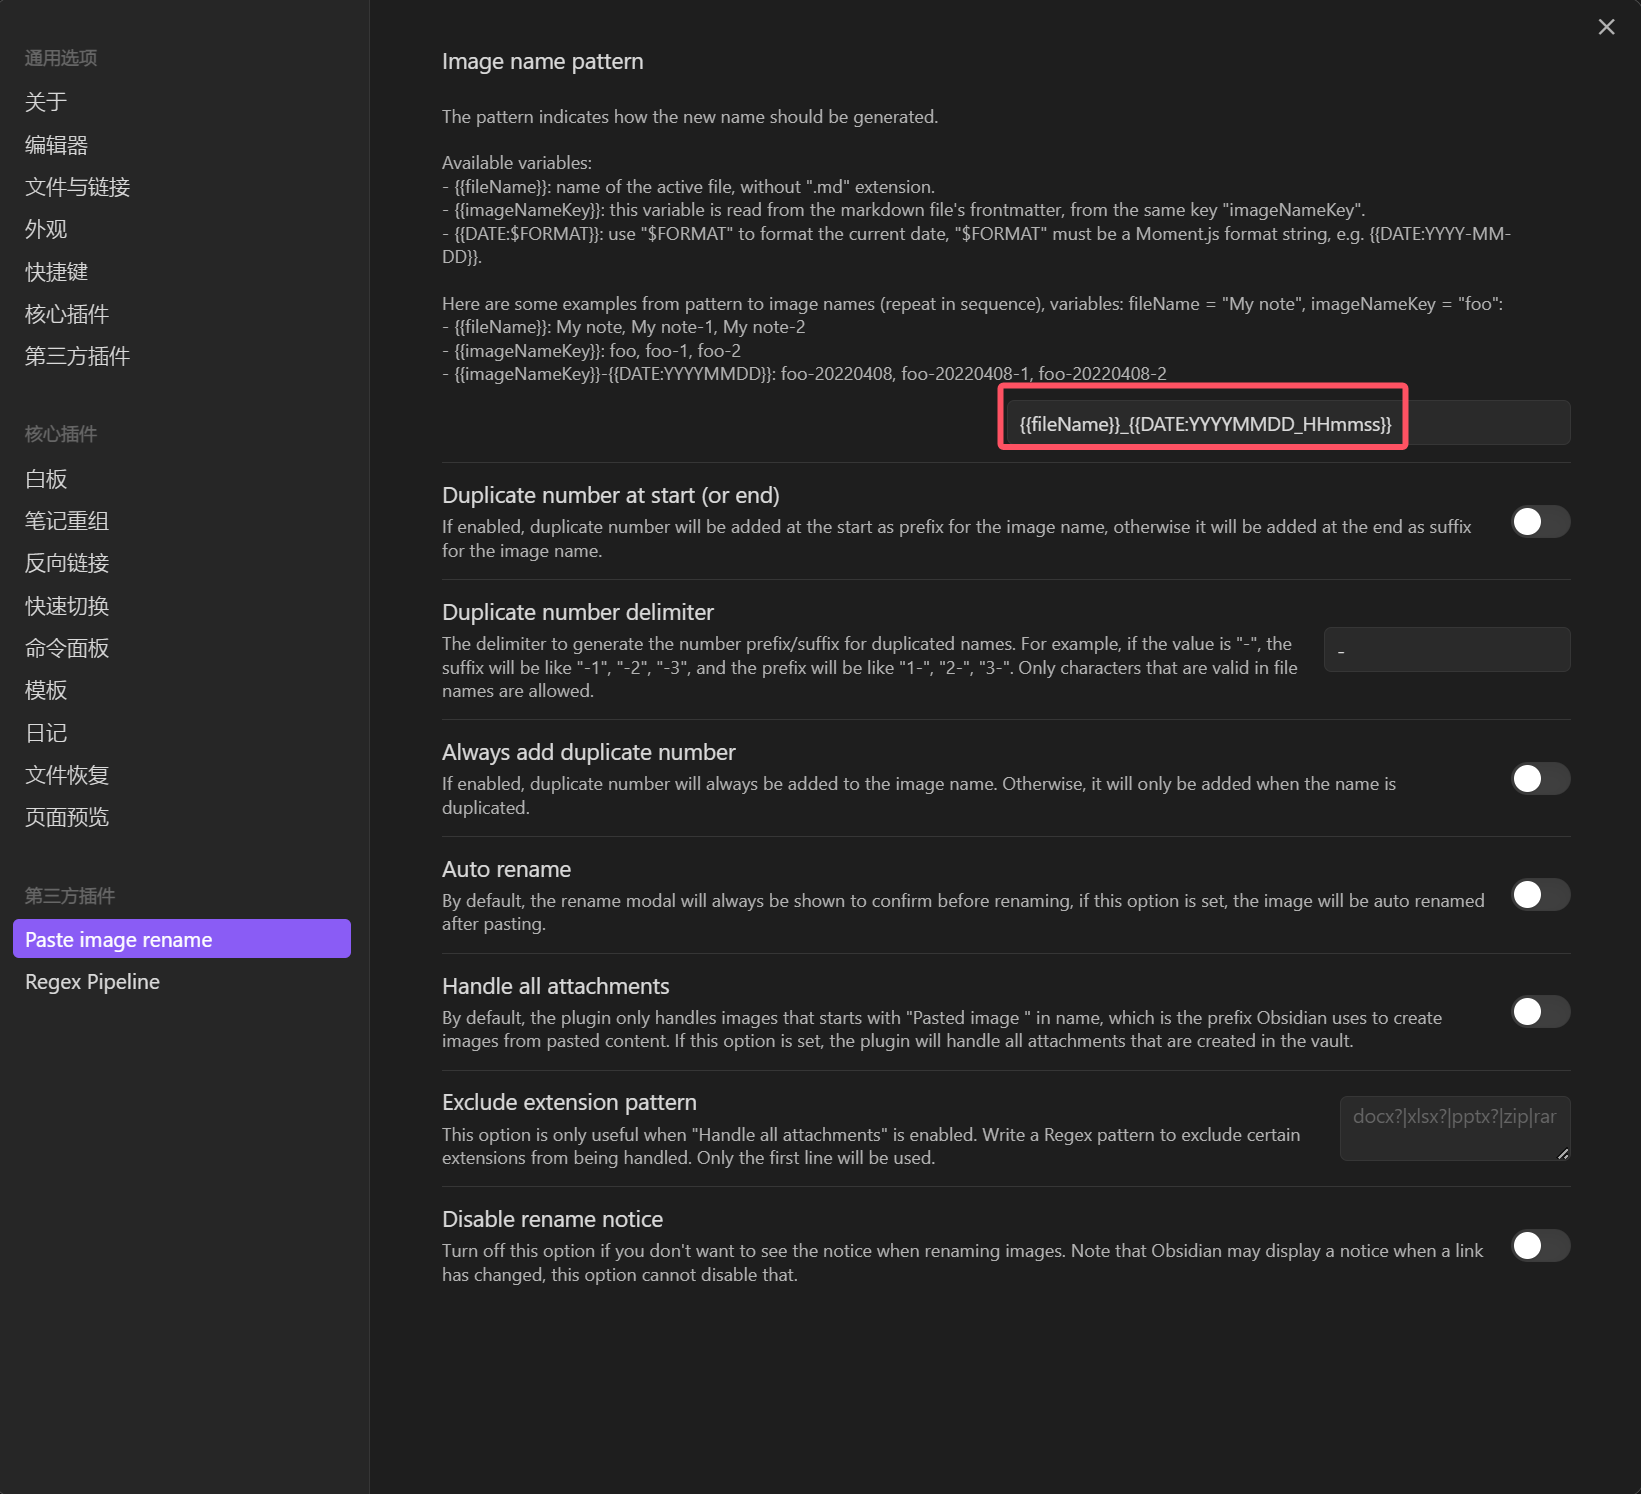 通用选项
关于
编辑器
文件与链接
外观
快捷键
核心插件
第三方插件
核心插件
白板
笔记重组
反向链接
快速切换
命令面板
模板
日记
文件恢复
页面预览
第三方插件
Paste image rename
Regex Pipeline
Image name pattern
The pattern indicates how the new name should be generated.
Available variables:
- {{fileName}}: name of the active file, without ".md" extension.
- {{imageNameKey}}: this variable is read from the markdown file's frontmatter, from the same key "imageNameKey".
- {{DATE:$FORMAT}}: use "$FORMAT" to format the current date, "$FORMAT" must be a Moment.js format string, e.g. {{DATE:YYYY-MM-
DD}}.
Here are some examples from pattern to image names (repeat in sequence), variables: fileName = "My note", imageNameKey = "foo":
- {{fileName}}: My note, My note-1, My note-2
- {{imageNameKey}}: foo, foo-1, foo-2
- {{imageNameKey}}-{{DATE:YYYYMMDD}}: foo-20220408, foo-20220408-1, foo-20220408-2
{{fileName}}_{{DATE:YYYYMMDD_HHmmss}}
Duplicate number at start (or end)
If enabled, duplicate number will be added at the start as prefix for the image name, otherwise it will be added at the end as suffix
for the image name.
Duplicate number delimiter
The delimiter to generate the number prefix/suffix for duplicated names. For example, if the value is "-", the
suffix will be like "-1", "-2", "-3", and the prefix will be like "1-", "2-", "3-". Only characters that are valid in file
names are allowed.
-
Always add duplicate number
If enabled, duplicate number will always be added to the image name. Otherwise, it will only be added when the name is
duplicated.
Auto rename
By default, the rename modal will always be shown to confirm before renaming, if this option is set, the image will be auto renamed
after pasting.
Handle all attachments
By default, the plugin only handles images that starts with "Pasted image " in name, which is the prefix Obsidian uses to create
images from pasted content. If this option is set, the plugin will handle all attachments that are created in the vault.
Exclude extension pattern
This option is only useful when "Handle all attachments" is enabled. Write a Regex pattern to exclude certain
extensions from being handled. Only the first line will be used.
docx?|xlsx?|pptx?|zip|rar
Disable rename notice
Turn off this option if you don't want to see the notice when renaming images. Note that Obsidian may display a notice when a link
has changed, this option cannot disable that.